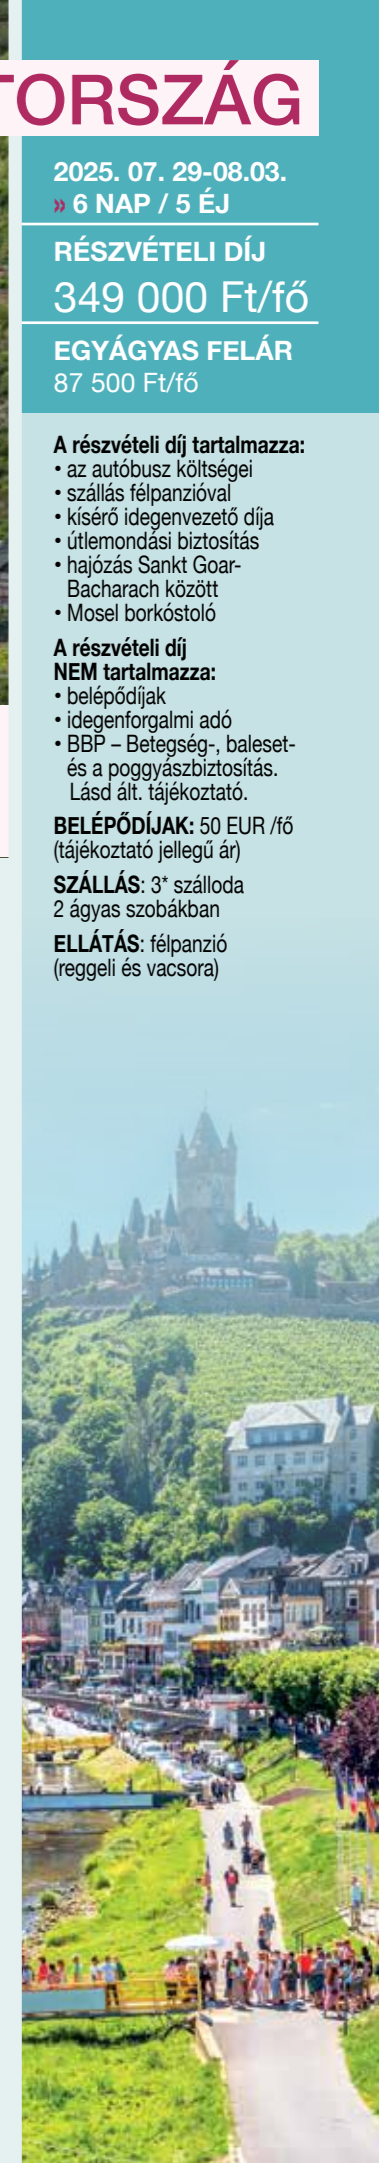 TORSZÁG
2025. 07. 29-08.03.
» 6 NAP / 5 ÉJ
RÉSZVÉTELI DÍJ
349 000 Ft/fő
EGYÁGYAS FELÁR
87 500 Ft/fő
A részvételi díj tartalmazza:
• az autóbusz költségei
• szállás félpanzióval
• kísérő idegenvezető díja
• útlemondási biztosítás
• hajózás Sankt Goar-
Bacharach között
• Mosel borkóstoló
A részvételi díj
NEM tartalmazza:
• belépődíjak
• idegenforgalmi adó
• BBP – Betegség-, baleset-
és a poggyászbiztosítás.
Lásd ált. tájékoztató.
BELÉPŐDÍJAK: 50 EUR /fő
(tájékoztató jellegű ár)
SZÁLLÁS: 3* szálloda
2 ágyas szobákban
ELLÁTÁS: félpanzió
(reggeli és vacsora)